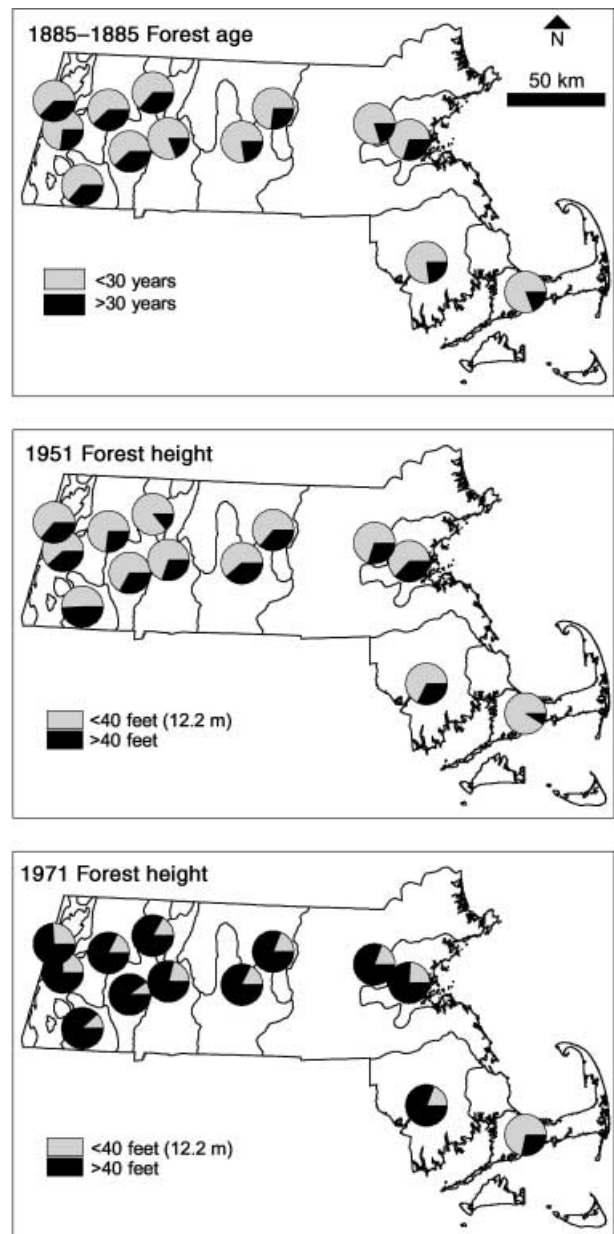 1885–1885 Forest age
N
50 km
<30 years
>30 years
1951 Forest height
<40 feet (12.2 m)
>40 feet
1971 Forest height
<40 feet (12.2 m)
>40 feet